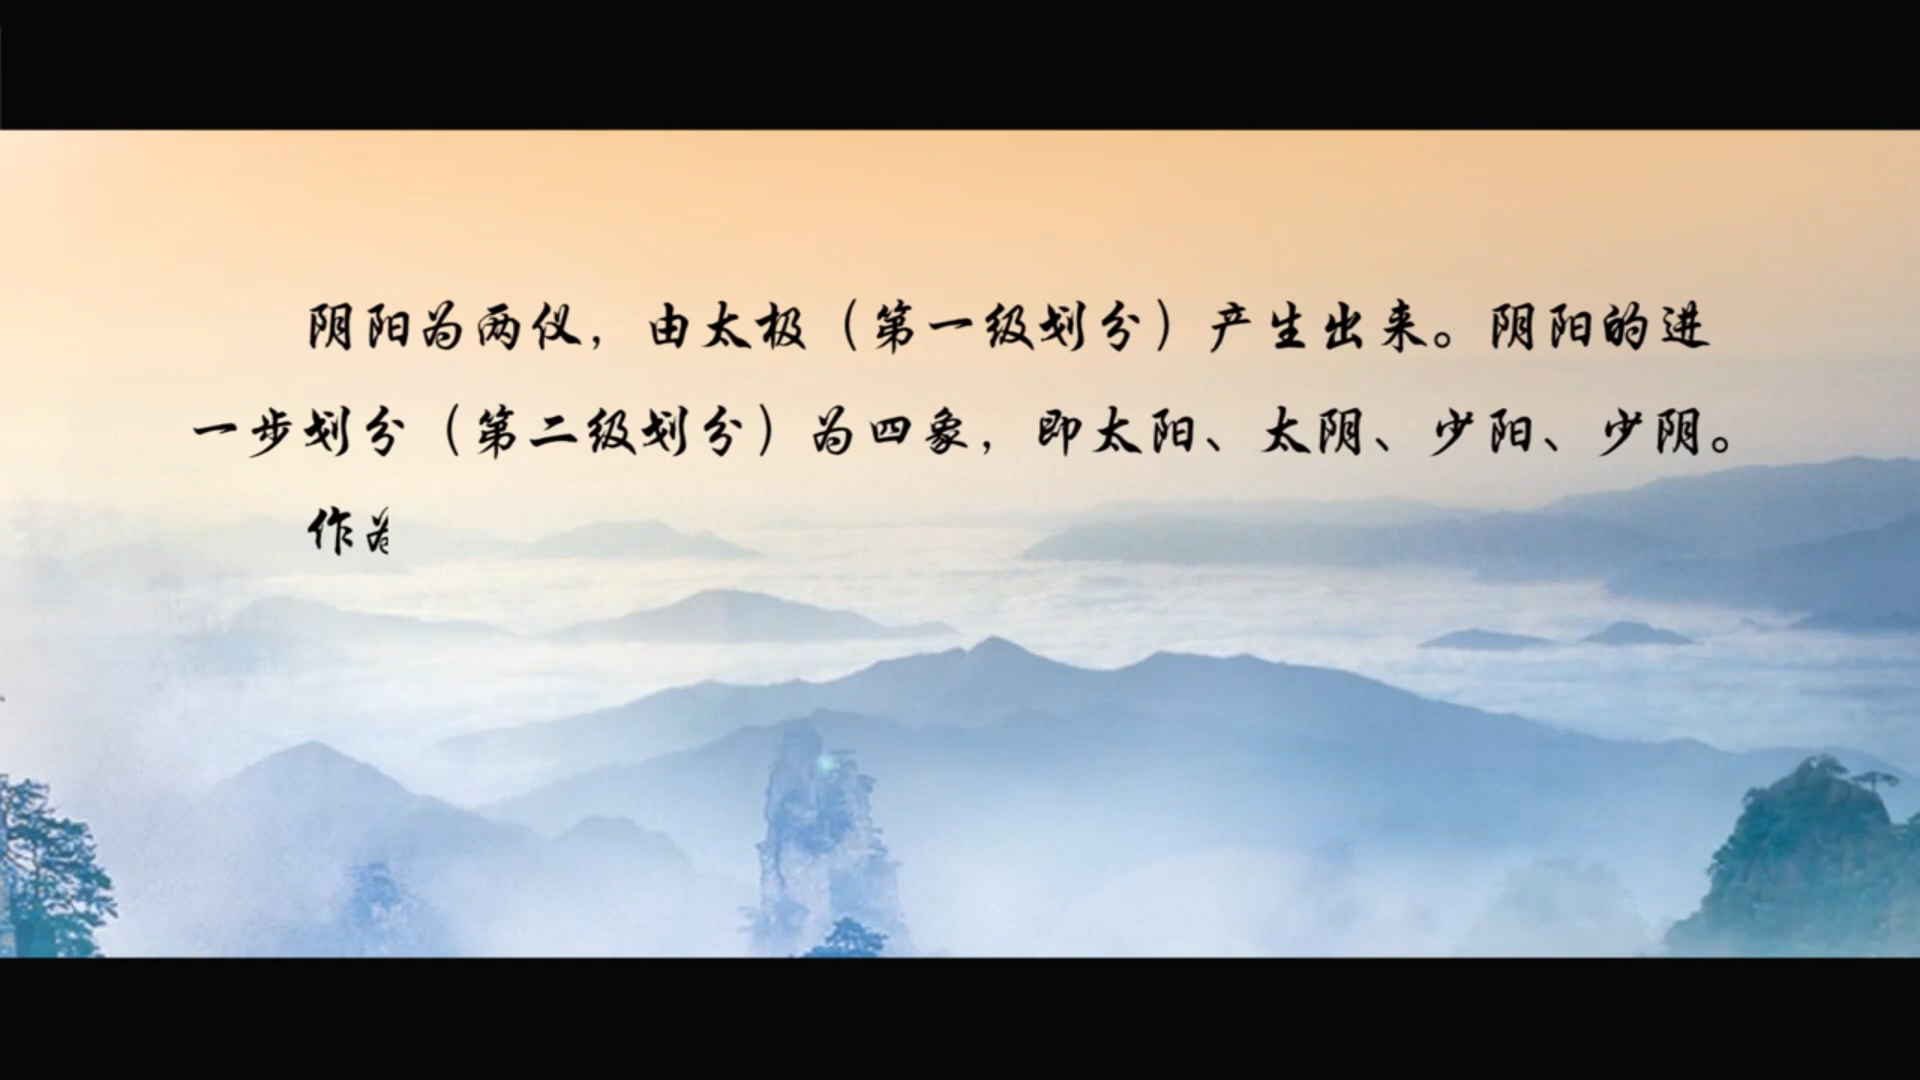 阴阳为两仪，由太极（第一级划分）产生出来。阴阳的进
一步划分（第二级划分）为四象，即太阳、太阴、少阳、少阴。
作